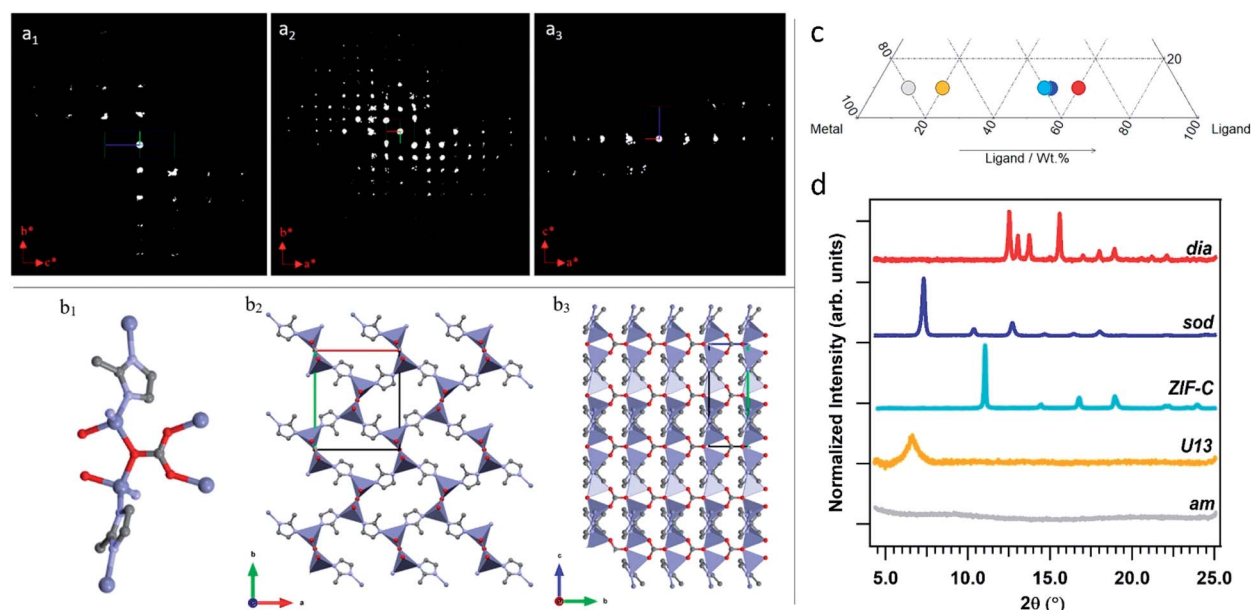 a1
b*
c*
a2
b*
a*
a3
c*
a*
b1
b2
b
a
b3
c
b
c
80
20
100
Metal
20
40
60
80
100
Ligand
Ligand / Wt.%
d
Normalized Intensity (arb. units)
dia
sod
ZIF-C
U13
am
5.0 10.0 15.0 20.0 25.0
2θ (°)